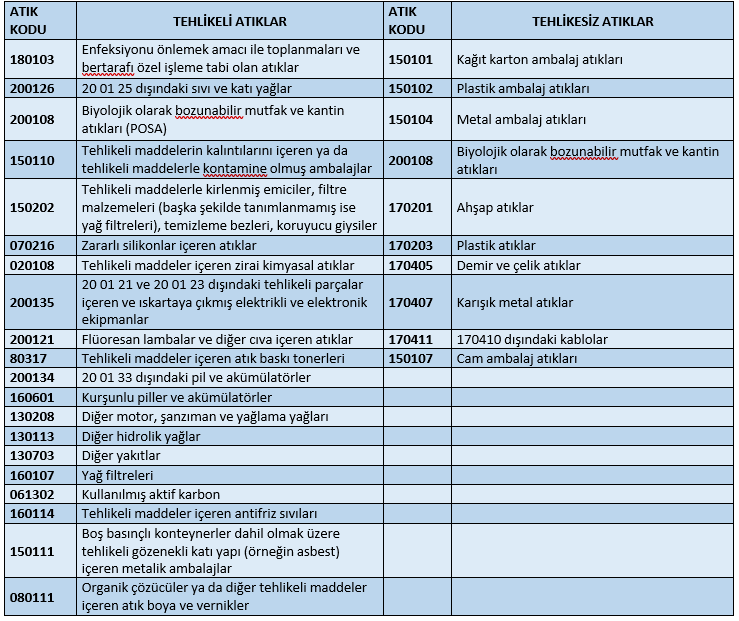 ATIK KODU | TEHLİKELİ ATIKLAR | ATIK KODU | TEHLİKESİZ ATIKLAR
180103 | Enfeksiyonu önlemek amacı ile toplanmaları ve bertarafı özel işleme tabi olan atıklar | 150101 | Kağıt karton ambalaj atıkları
200126 | 20 01 25 dışındaki sıvı ve katı yağlar | 150102 | Plastik ambalaj atıkları
200108 | Biyolojik olarak bozunabilir mutfak ve kantin atıkları (POSA) | 150104 | Metal ambalaj atıkları
150110 | Tehlikeli maddelerin kalıntılarını içeren ya da tehlikeli maddelerle kontamine olmuş ambalajlar | 200108 | Biyolojik olarak bozunabilir mutfak ve kantin atıkları
150202 | Tehlikeli maddelerle kirlenmiş emiciler, filtre malzemeleri (başka şekilde tanımlanmamış ise yağ filtreleri), temizleme bezleri, koruyucu giysiler | 170201 | Ahşap atıklar
070216 | Zararlı silikonlar içeren atıklar | 170203 | Plastik atıklar
020108 | Tehlikeli maddeler içeren zirai kimyasal atıklar | 170405 | Demir ve çelik atıklar
200135 | 20 01 21 ve 20 01 23 dışındaki tehlikeli parçalar içeren ve ıskartaya çıkmış elektrikli ve elektronik ekipmanlar | 170407 | Karışık metal atıklar
200121 | Flüoresan lambalar ve diğer cıva içeren atıklar | 170411 | 170410 dışındaki kablolar
80317 | Tehlikeli maddeler içeren atık baskı tonerleri | 150107 | Cam ambalaj atıkları
200134 | 20 01 33 dışındaki pil ve akümülatörler
160601 | Kurşunlu piller ve akümülatörler
130208 | Diğer motor, şanzıman ve yağlama yağları
130113 | Diğer hidrolik yağlar
130703 | Diğer yakıtlar
160107 | Yağ filtreleri
061302 | Kullanılmış aktif karbon
160114 | Tehlikeli maddeler içeren antifriz sıvıları
150111 | Boş basınçlı konteynerler dahil olmak üzere tehlikeli gözenekli katı yapı (örneğin asbest) içeren metalik ambalajlar
080111 | Organik çözücüler ya da diğer tehlikeli maddeler içeren atık boya ve vernikler